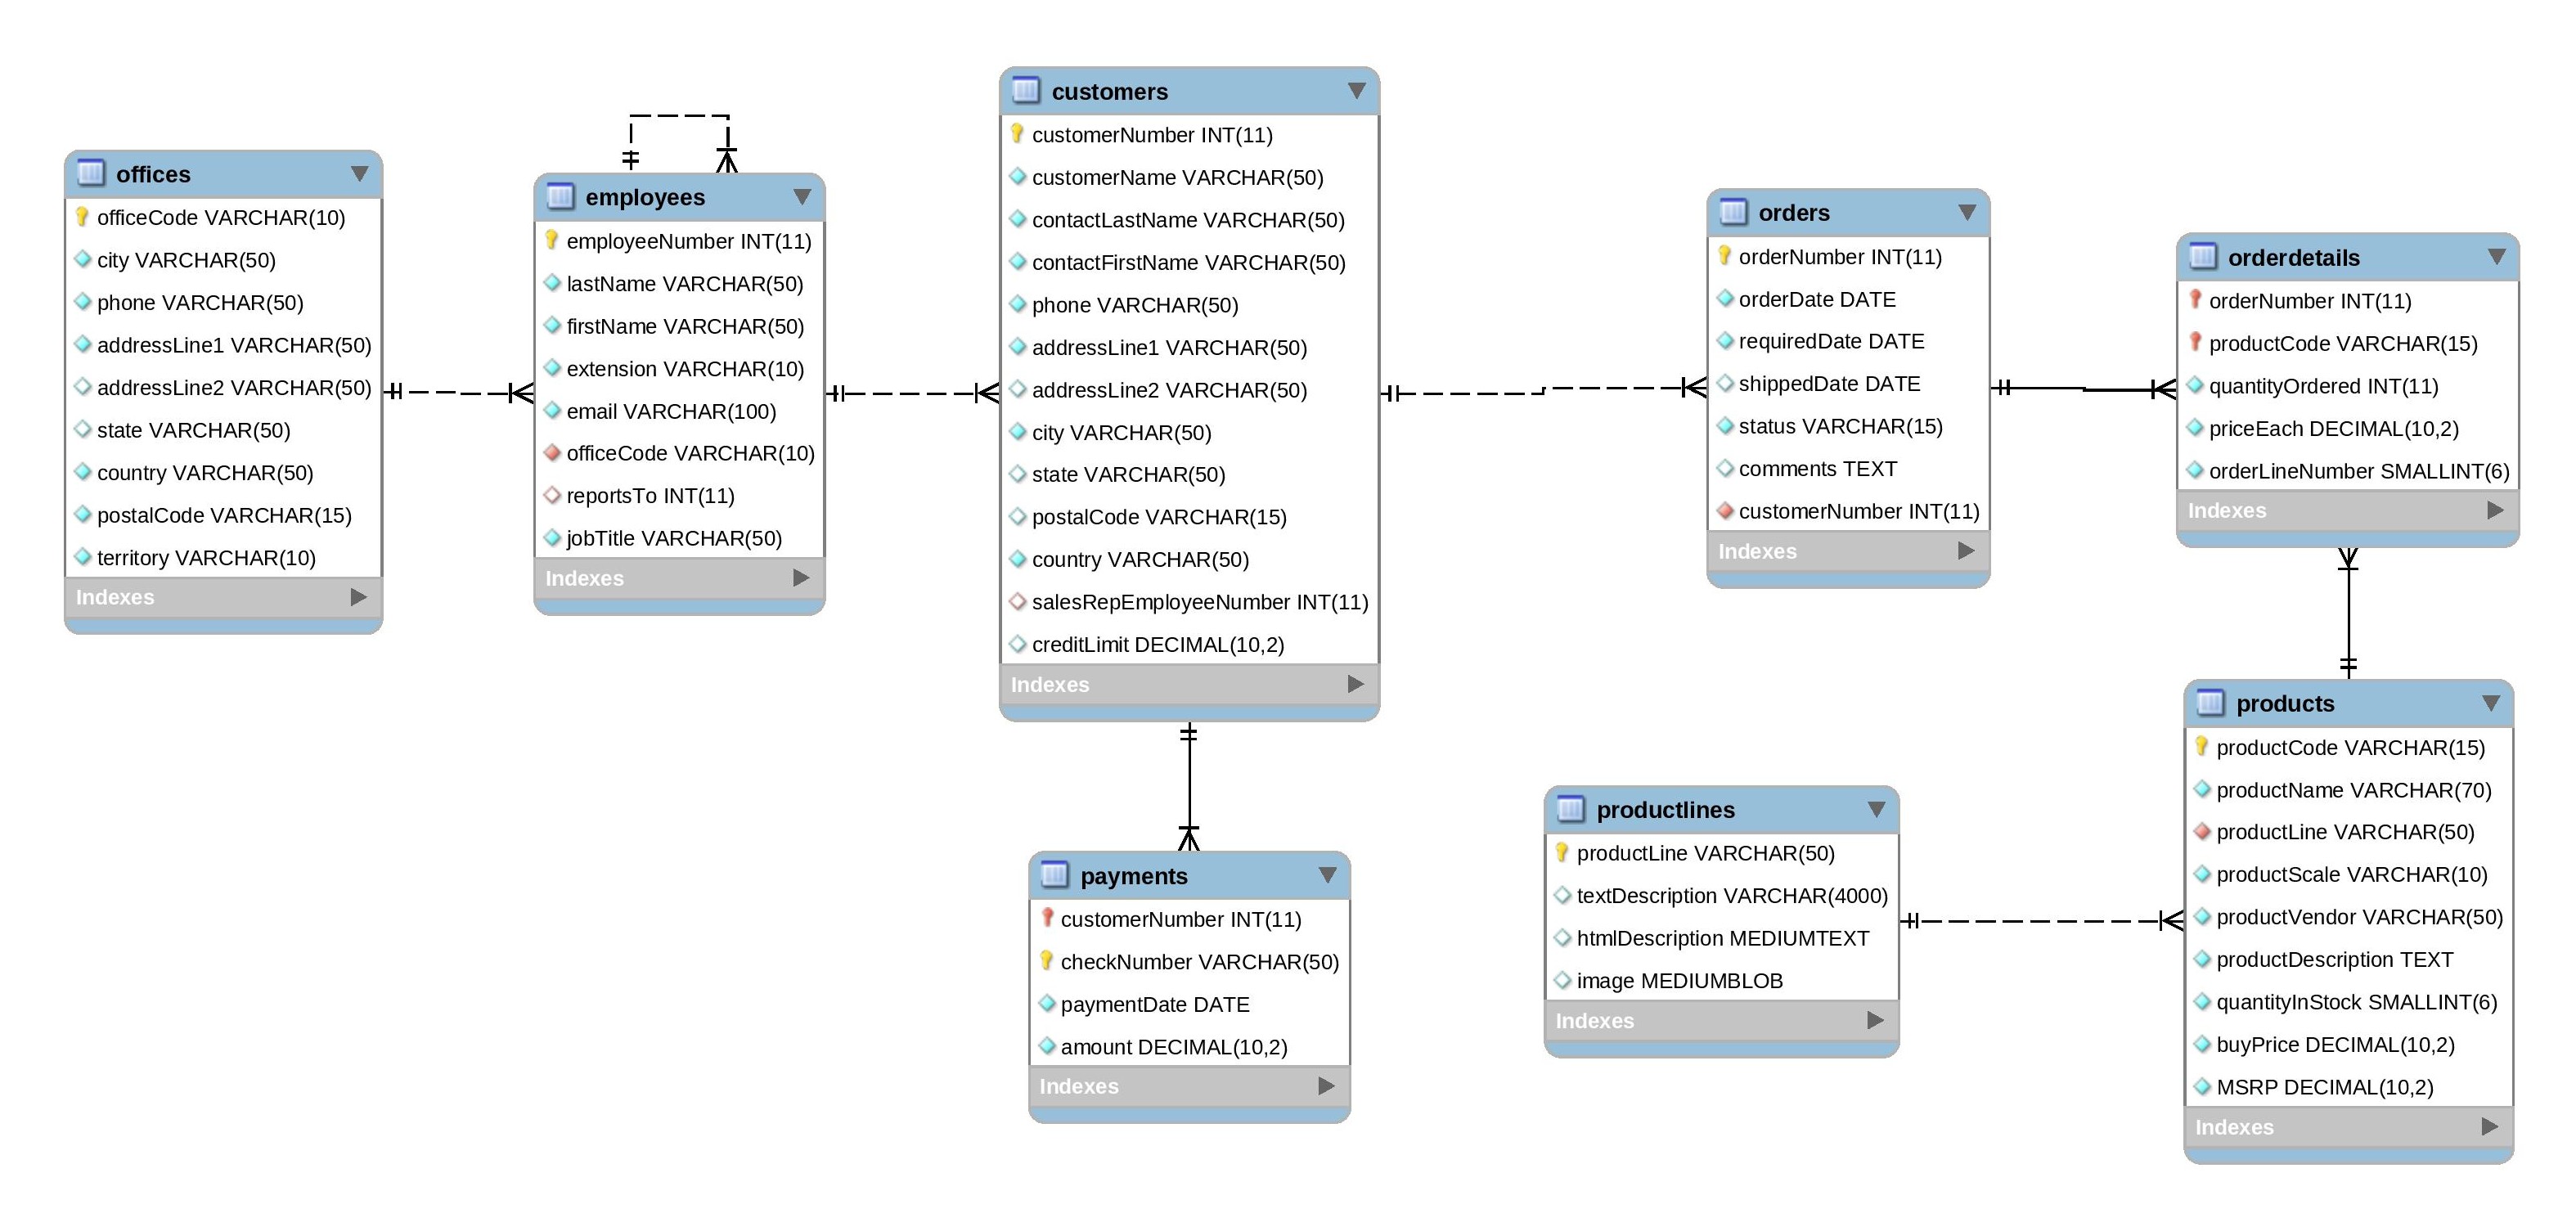 offices
officeCode VARCHAR(10)
city VARCHAR(50)
phone VARCHAR(50)
addressLine1 VARCHAR(50)
addressLine2 VARCHAR(50)
state VARCHAR(50)
country VARCHAR(50)
postalCode VARCHAR(15)
territory VARCHAR(10)
Indexes
employees
employeeNumber INT(11)
lastName VARCHAR(50)
firstName VARCHAR(50)
extension VARCHAR(10)
email VARCHAR(100)
officeCode VARCHAR(10)
reportsTo INT(11)
jobTitle VARCHAR(50)
Indexes
customers
customerNumber INT(11)
customerName VARCHAR(50)
contactLastName VARCHAR(50)
contactFirstName VARCHAR(50)
phone VARCHAR(50)
addressLine1 VARCHAR(50)
addressLine2 VARCHAR(50)
city VARCHAR(50)
state VARCHAR(50)
postalCode VARCHAR(15)
country VARCHAR(50)
salesRepEmployeeNumber INT(11)
creditLimit DECIMAL(10,2)
Indexes
payments
customerNumber INT(11)
checkNumber VARCHAR(50)
paymentDate DATE
amount DECIMAL(10,2)
Indexes
orders
orderNumber INT(11)
orderDate DATE
requiredDate DATE
shippedDate DATE
status VARCHAR(15)
comments TEXT
customerNumber INT(11)
Indexes
orderdetails
orderNumber INT(11)
productCode VARCHAR(15)
quantityOrdered INT(11)
priceEach DECIMAL(10,2)
orderLineNumber SMALLINT(6)
Indexes
productlines
productLine VARCHAR(50)
textDescription VARCHAR(4000)
htmlDescription MEDIUMTEXT
image MEDIUMBLOB
Indexes
products
productCode VARCHAR(15)
productName VARCHAR(70)
productLine VARCHAR(50)
productScale VARCHAR(10)
productVendor VARCHAR(50)
productDescription TEXT
quantityInStock SMALLINT(6)
buyPrice DECIMAL(10,2)
MSRP DECIMAL(10,2)
Indexes